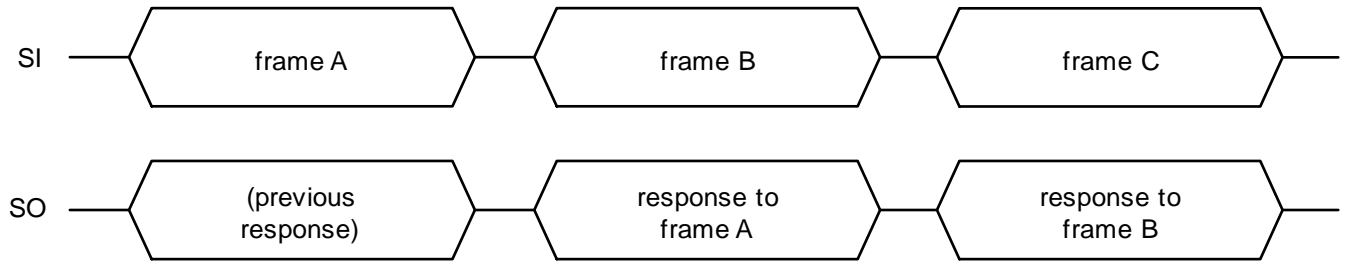 SI
frame A
frame B
frame C
SO
(previous
response)
response to
frame A
response to
frame B